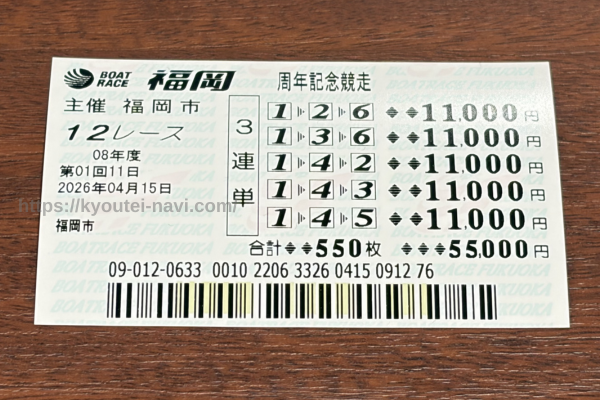 BOAT RACE 福岡 周年記念競走
主催 福岡市
12レース
08年度
第01回11日
2026年04月15日
福岡市
3連単
1 2 6 11,000円
1 3 6 11,000円
1 4 2 11,000円
1 4 3 11,000円
1 4 5 11,000円
合計 550枚 55,000円
09-012-0633 0010 2206 3326 0415 0912 76
https://kyoutei-navi.com/